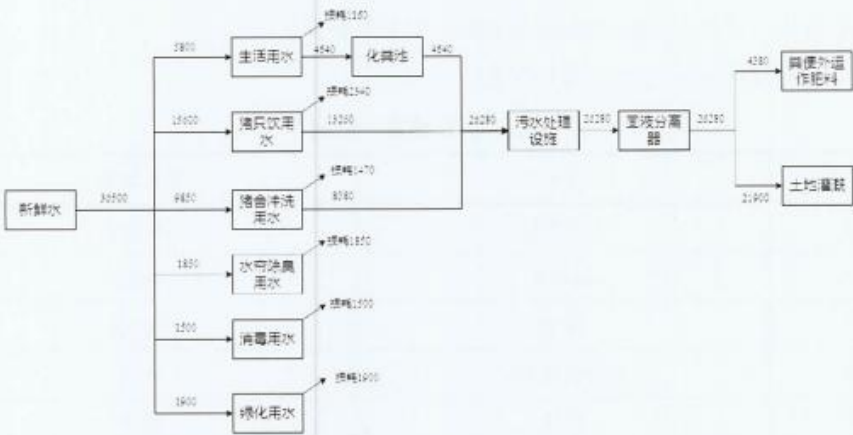 损耗1160
5800
生活用水
4640
化粪池
4640
4380
粪便外运
作肥料
损耗2340
15600
猪只饮用
水
13260
26280
污水处理
设施
26280
固液分离
器
26280
损耗1470
新鲜水
36500
9850
猪舍冲洗
用水
8380
21900
土地灌溉
损耗1850
1850
水帘除臭
用水
损耗1500
1500
消毒用水
损耗1900
1900
绿化用水